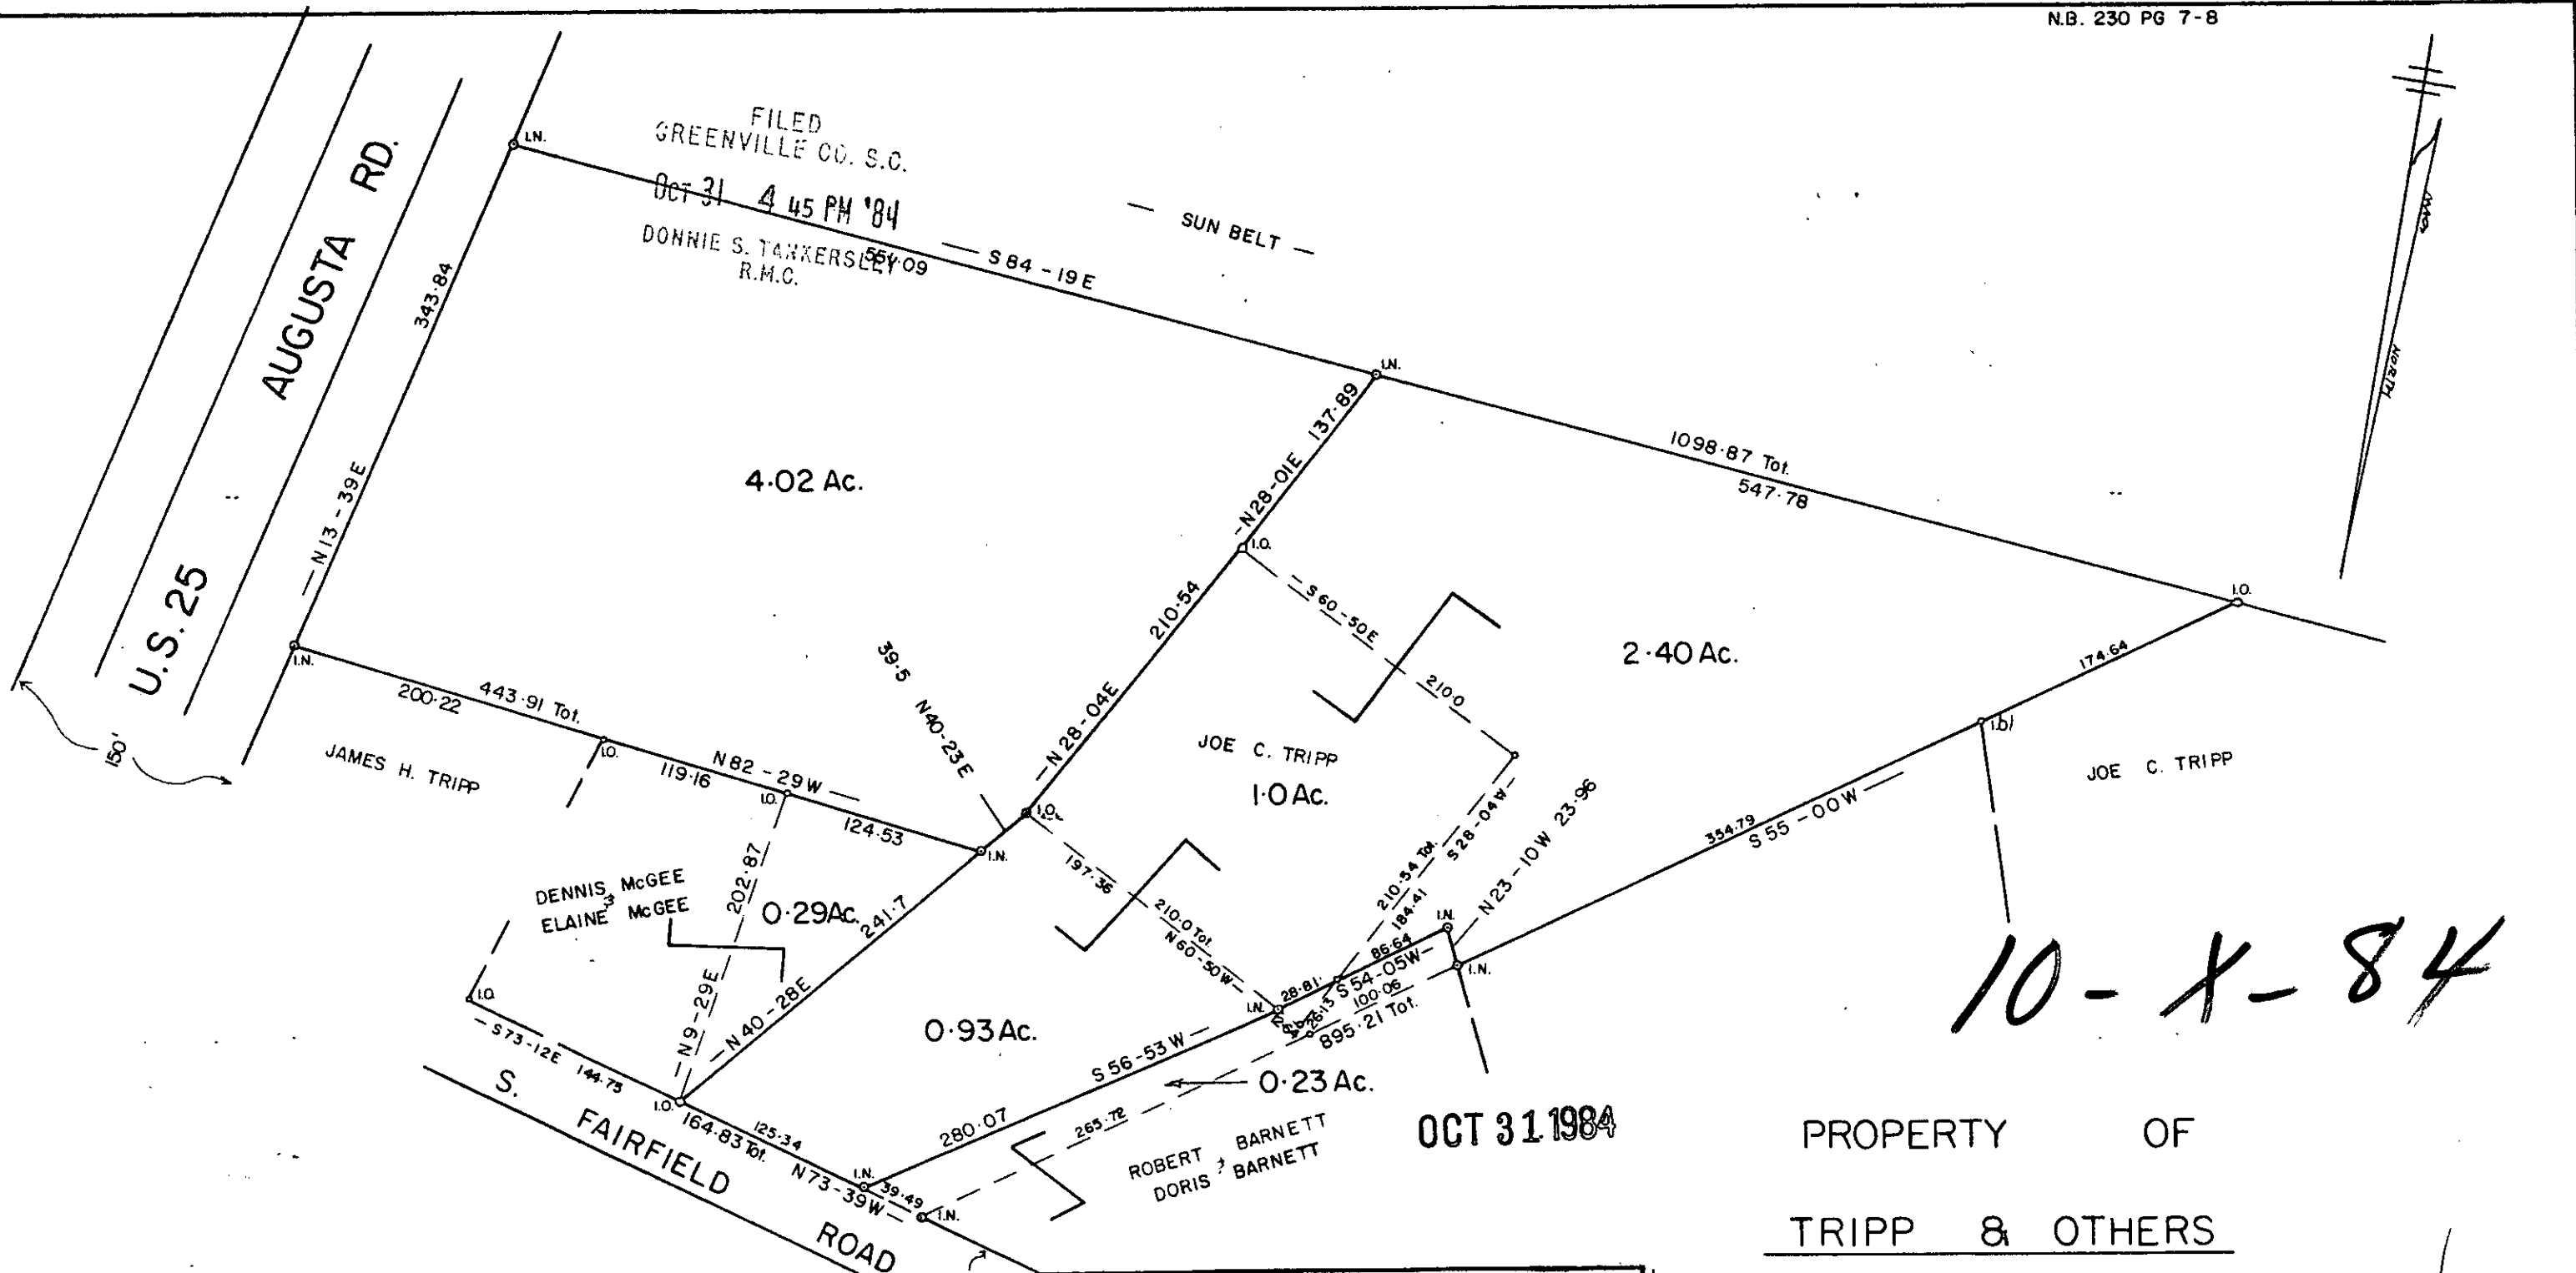 N.B. 230 PG 7-8
FILED
GREENVILLE CO. S.C.
OCT 31 4 45 PM '84
DONNIE S. TANKERSLEY
R.M.C.
U.S. 25 AUGUSTA RD.
150'
I.N.
343.84
N 13 - 39 E
I.N.
S 84 - 19 E
SUN BELT
I.N.
1098.87 Tot.
547.78
I.O.
NORTH
4.02 Ac.
137.89
N 28 - 01 E
I.O.
210.54
N 28 - 04 E
S 60 - 50 E
210.0
2.40 Ac.
174.64
I.O.
JOE C. TRIPP
354.79
S 55 - 00 W
JOE C. TRIPP
1.0 Ac.
39.5 N 40 - 23 E
I.O.
443.91 Tot.
200.22
I.O.
119.16
N 82 - 29 W
I.O.
124.53
I.N.
JAMES H. TRIPP
DENNIS & McGEE
ELAINE McGEE
202.87
N 9 - 29 E
0.29 Ac.
241.7
N 40 - 28 E
197.36
210.0 Tot.
N 60 - 50 W
210.54 Tot.
184.41
S 28 - 04 W
N 23 - 10 W 23.96
I.N.
86.64
S 54 - 05 W
28.81
I.N.
26.13
100.06
895.21 Tot.
I.N.
0.93 Ac.
S 56 - 53 W
280.07
0.23 Ac.
265.72
ROBERT & BARNETT
DORIS BARNETT
I.O.
S 73 - 12 E
144.75
I.O.
164.83 Tot.
125.34
N 73 - 39 W
I.N.
39.49
I.N.
S. FAIRFIELD ROAD
OCT 31 1984
10 - X - 84
PROPERTY OF
TRIPP & OTHERS